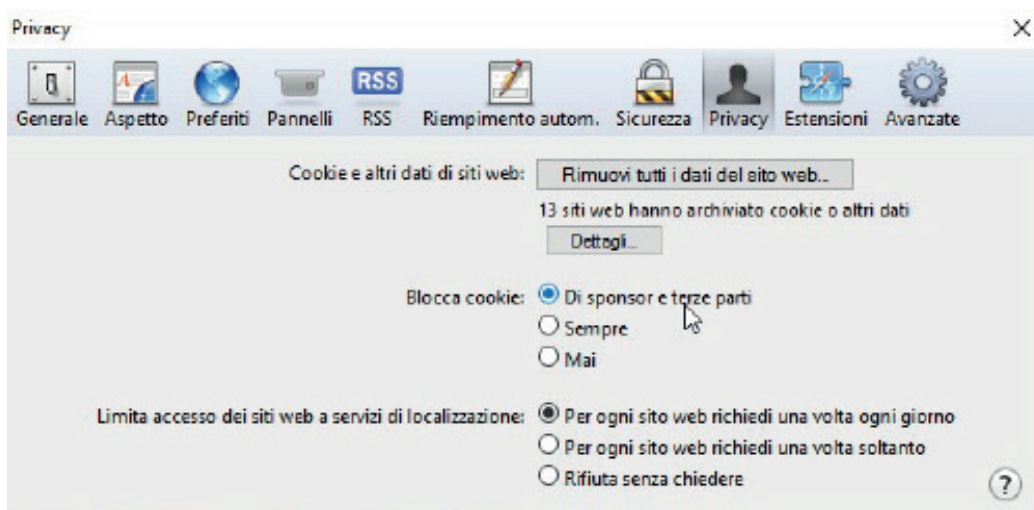 Privacy
RSS
Generale Aspetto Preferiti Pannelli RSS Riempimento autom. Sicurezza Privacy Estensioni Avanzate
Cookie e altri dati di siti web: Rimuovi tutti i dati del sito web...
13 siti web hanno archiviato cookie o altri dati
Dettagli...
Blocca cookie: Di sponsor e terze parti
Sempre
Mai
Limita accesso dei siti web a servizi di localizzazione: Per ogni sito web richiedi una volta ogni giorno
Per ogni sito web richiedi una volta soltanto
Rifiuta senza chiedere
?